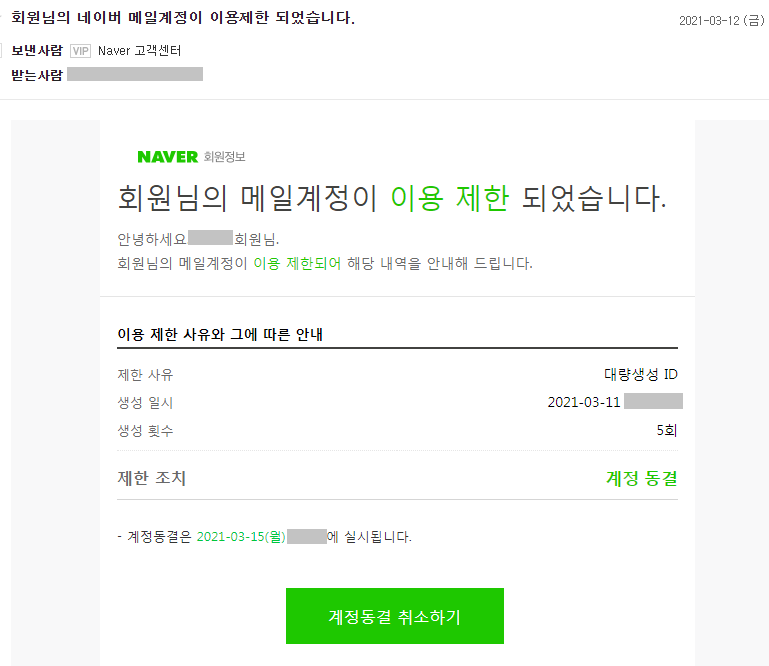 회원님의 네이버 메일계정이 이용제한 되었습니다.
2021-03-12 (금)
보낸사람 VIP Naver 고객센터
받는사람
NAVER 회원정보
회원님의 메일계정이 이용 제한 되었습니다.
안녕하세요 회원님.
회원님의 메일계정이 이용 제한되어 해당 내역을 안내해 드립니다.
이용 제한 사유와 그에 따른 안내
제한 사유 대량생성 ID
생성 일시 2021-03-11
생성 횟수 5회
제한 조치 계정 동결
- 계정동결은 2021-03-15(월) 에 실시됩니다.
계정동결 취소하기